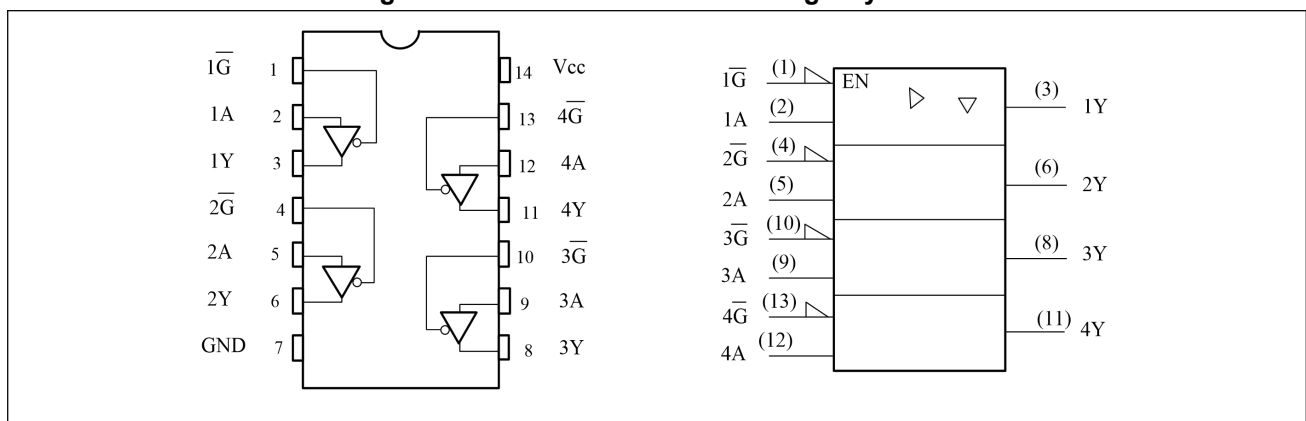 1G̅ 1
1A 2
1Y 3
2G̅ 4
2A 5
2Y 6
GND 7
14 Vcc
13 4G̅
12 4A
11 4Y
10 3G̅
9 3A
8 3Y
1G̅ (1)
1A (2)
2G̅ (4)
2A (5)
3G̅ (10)
3A (9)
4G̅ (13)
4A (12)
EN
(3) 1Y
(6) 2Y
(8) 3Y
(11) 4Y